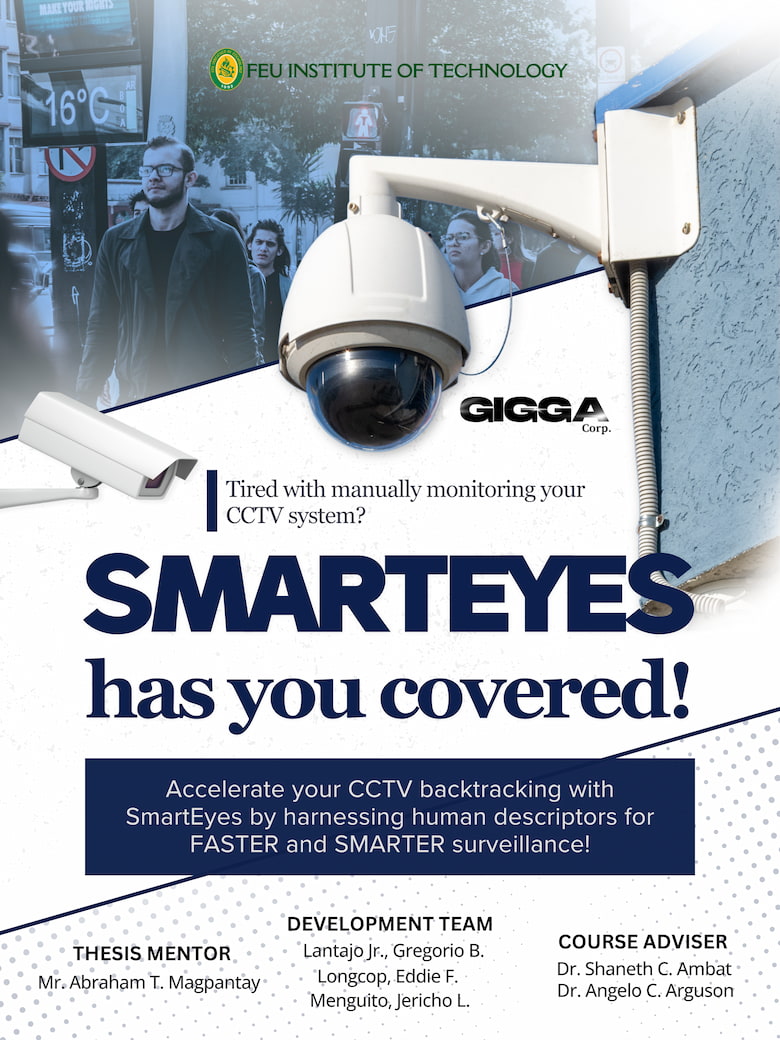 MAKE YOUR NIGHTS
16°C
FEU INSTITUTE OF TECHNOLOGY
GIGGA
Corp.
Tired with manually monitoring your
CCTV system?
SMARTEYES
has you covered!
Accelerate your CCTV backtracking with
SmartEyes by harnessing human descriptors for
FASTER and SMARTER surveillance!
DEVELOPMENT TEAM
Lantajo Jr., Gregorio B.
Longcop, Eddie F.
Menguito, Jericho L.
THESIS MENTOR
Mr. Abraham T. Magpantay
COURSE ADVISER
Dr. Shaneth C. Ambat
Dr. Angelo C. Arguson